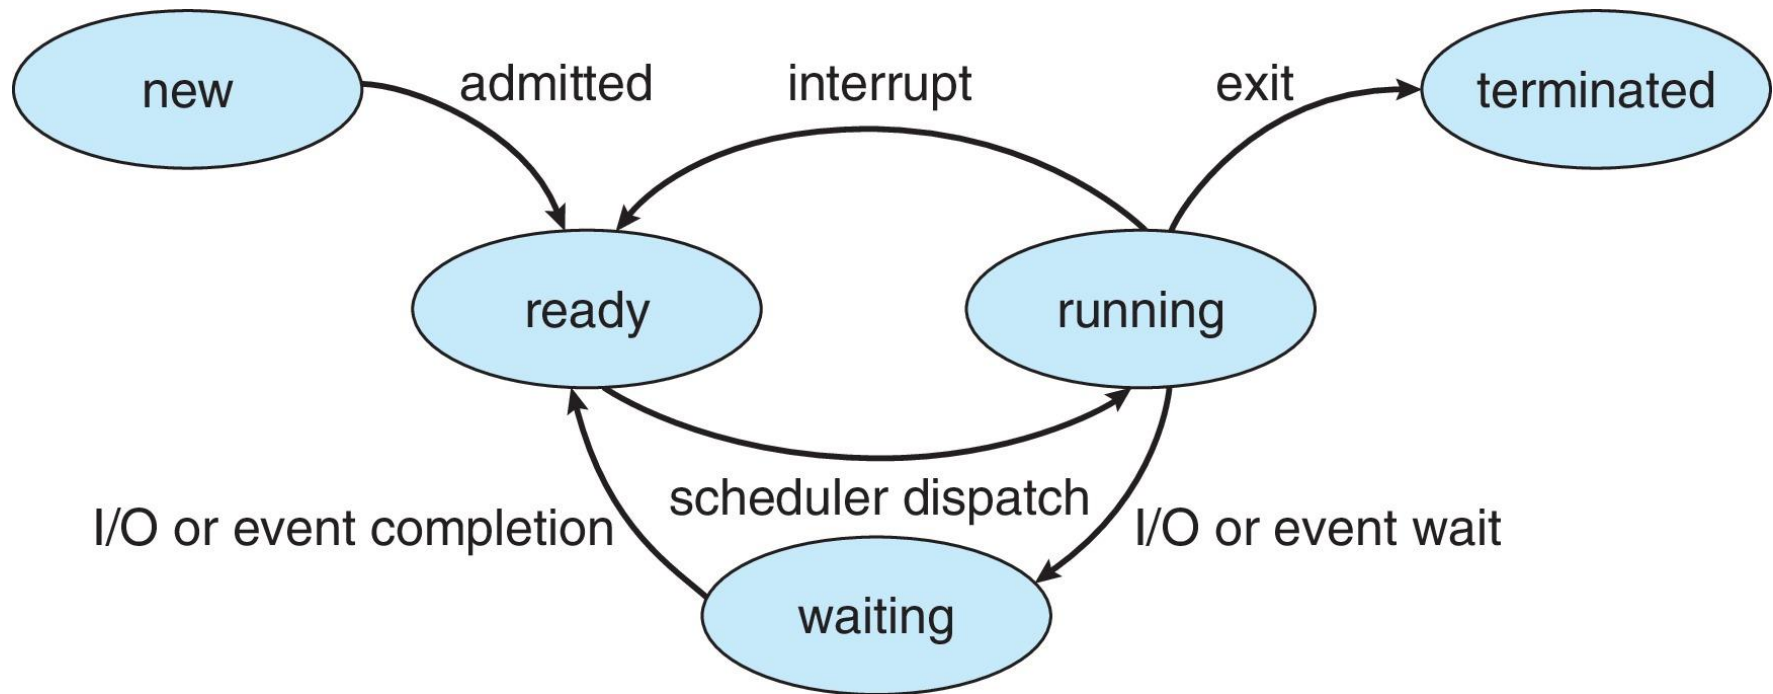 new
admitted
interrupt
exit
terminated
ready
running
scheduler dispatch
I/O or event completion
I/O or event wait
waiting